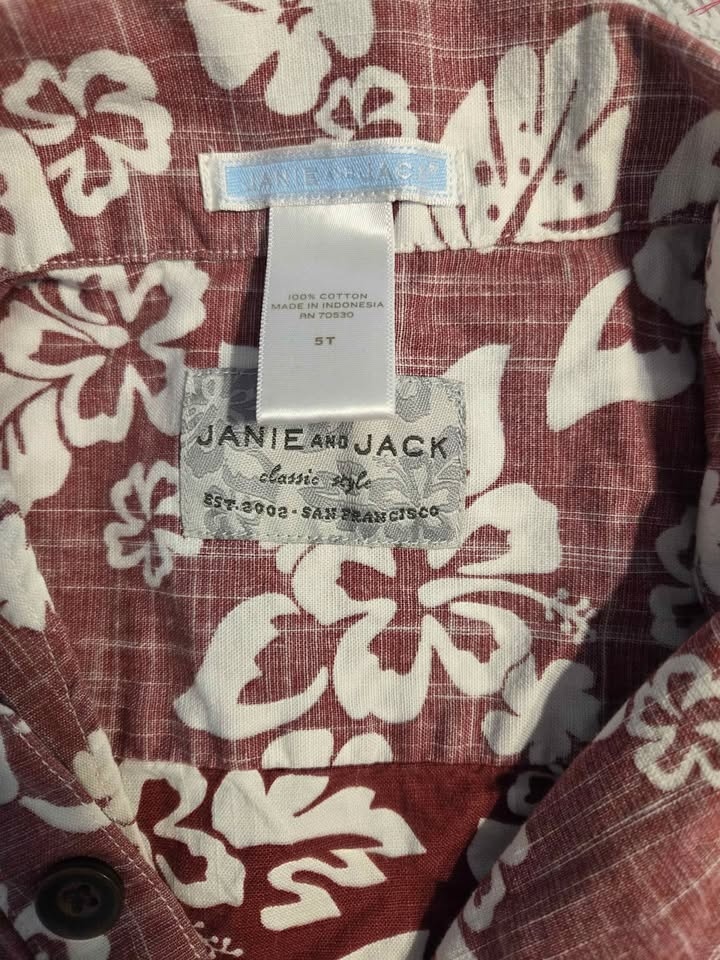 JANIE AND JACK
100% COTTON
MADE IN INDONESIA
RN 70530
5T
JANIE AND JACK
classic style
EST. 2002 • SAN FRANCISCO